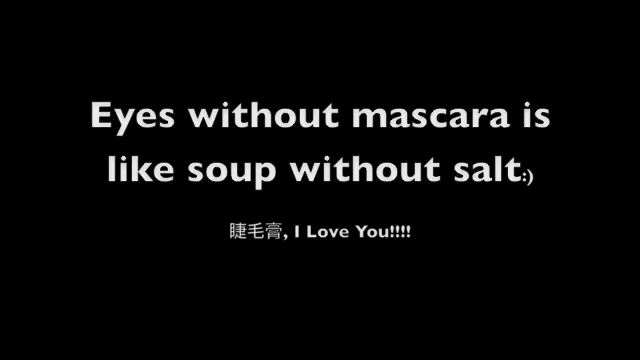 Eyes without mascara is
like soup without salt:)
睫毛膏, I Love You!!!!